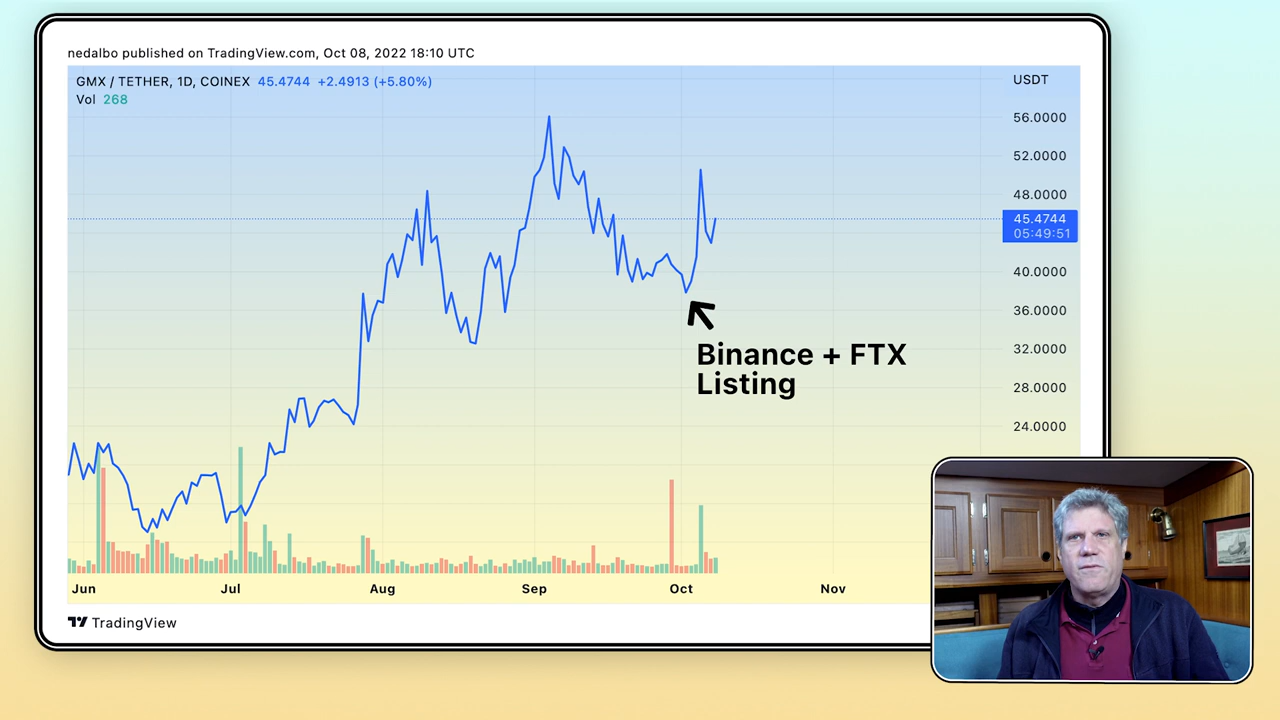 nedalbo published on TradingView.com, Oct 08, 2022 18:10 UTC
GMX / TETHER, 1D, COINEX 45.4744 +2.4913 (+5.80%)
Vol 268
USDT
56.0000
52.0000
48.0000
45.4744
05:49:51
40.0000
36.0000
32.0000
28.0000
24.0000
Binance + FTX
Listing
Jun Jul Aug Sep Oct Nov
TradingView